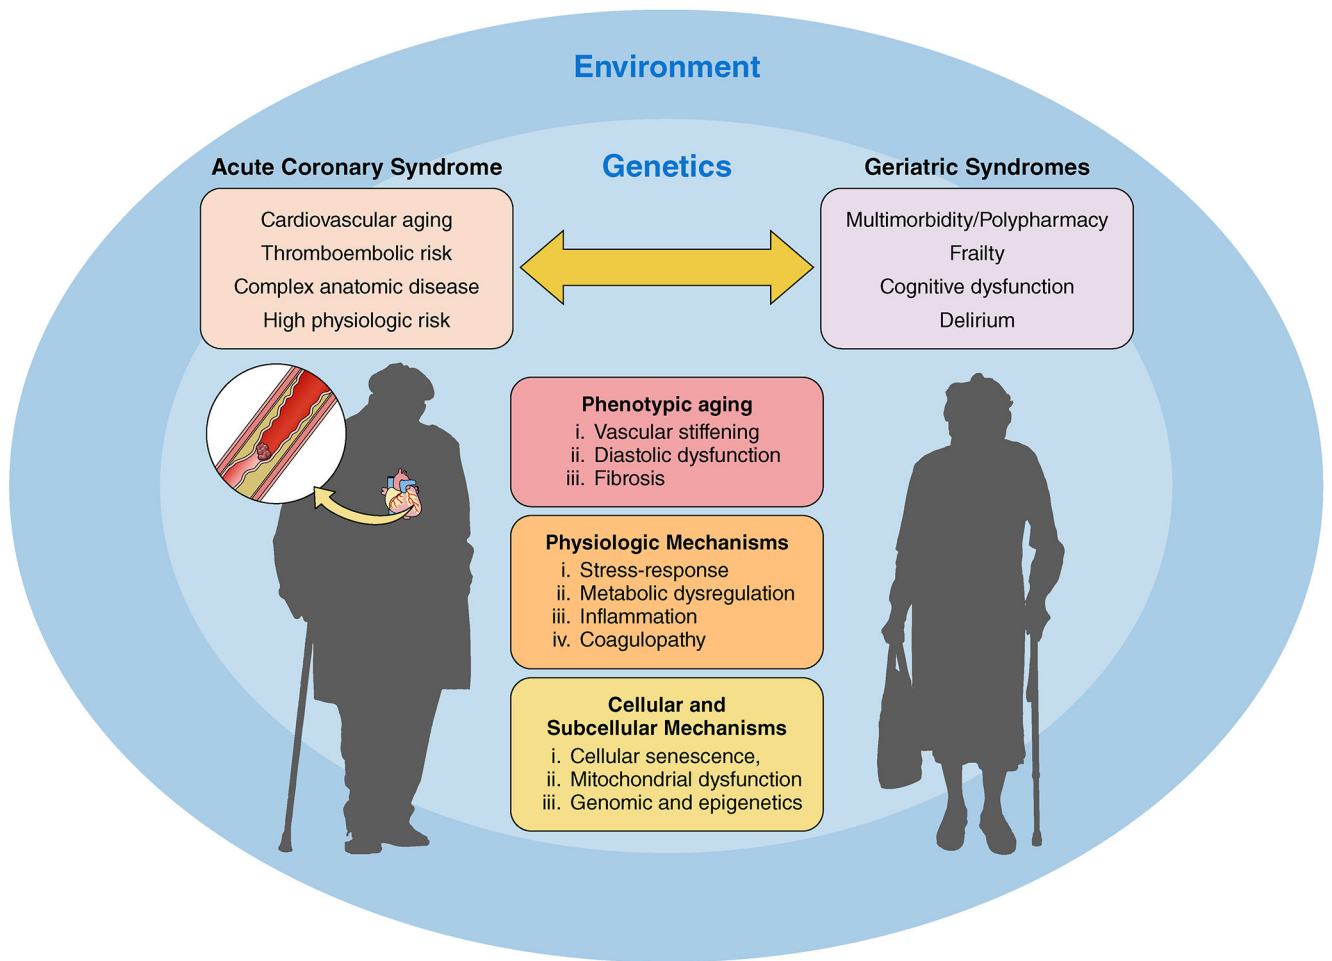 Environment
Genetics
Acute Coronary Syndrome
Cardiovascular aging
Thromboembolic risk
Complex anatomic disease
High physiologic risk
Geriatric Syndromes
Multimorbidity/Polypharmacy
Frailty
Cognitive dysfunction
Delirium
Phenotypic aging
i. Vascular stiffening
ii. Diastolic dysfunction
iii. Fibrosis
Physiologic Mechanisms
i. Stress-response
ii. Metabolic dysregulation
iii. Inflammation
iv. Coagulopathy
Cellular and
Subcellular Mechanisms
i. Cellular senescence,
ii. Mitochondrial dysfunction
iii. Genomic and epigenetics